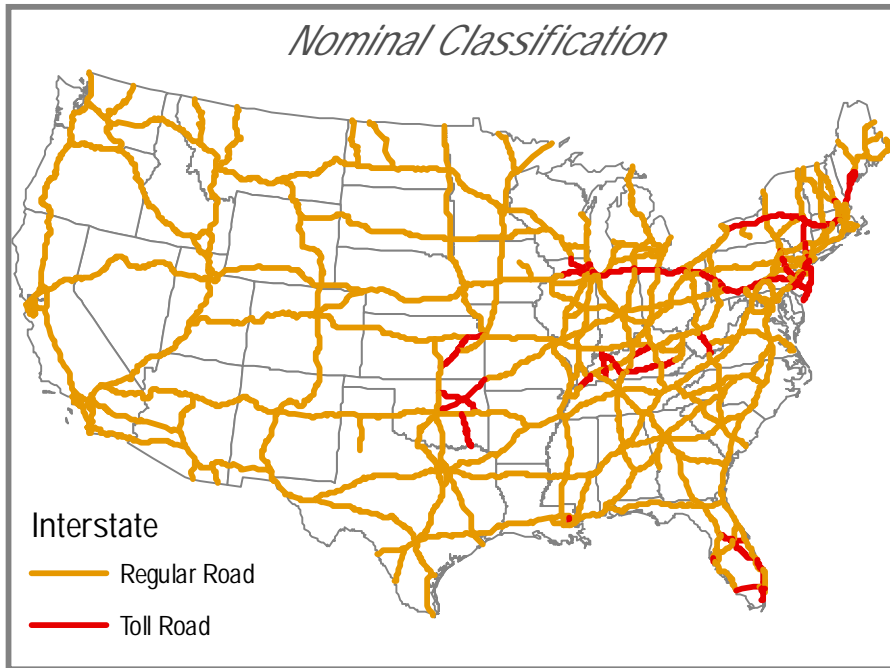 Nominal Classification
Interstate
Regular Road
Toll Road